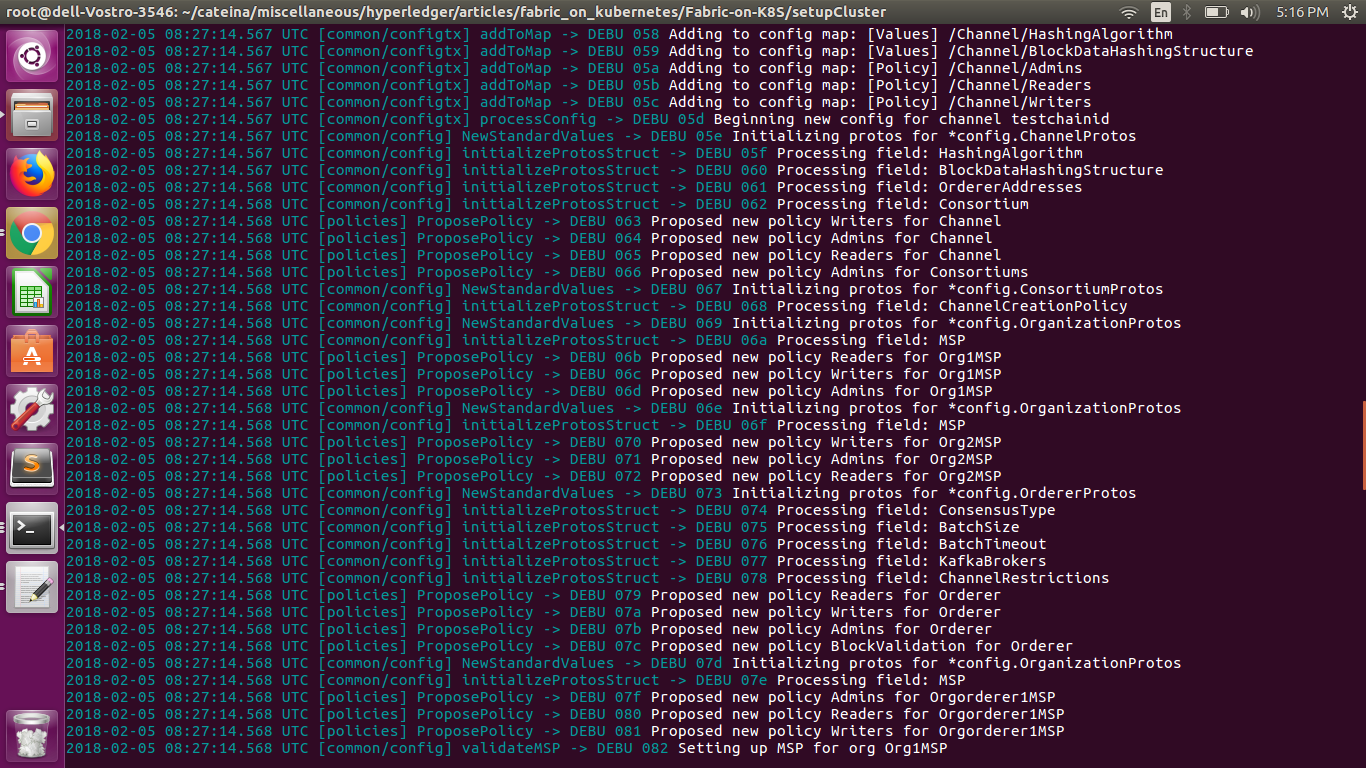 root@dell-Vostro-3546: ~/cateina/miscellaneous/hyperledger/articles/fabric_on_kubernetes/Fabric-on-K8S/setupCluster
En
5:16 PM
2018-02-05 08:27:14.567 UTC [common/configtx] addToMap -> DEBU 058 Adding to config map: [Values] /Channel/HashingAlgorithm
2018-02-05 08:27:14.567 UTC [common/configtx] addToMap -> DEBU 059 Adding to config map: [Values] /Channel/BlockDataHashingStructure
2018-02-05 08:27:14.567 UTC [common/configtx] addToMap -> DEBU 05a Adding to config map: [Policy] /Channel/Admins
2018-02-05 08:27:14.567 UTC [common/configtx] addToMap -> DEBU 05b Adding to config map: [Policy] /Channel/Readers
2018-02-05 08:27:14.567 UTC [common/configtx] addToMap -> DEBU 05c Adding to config map: [Policy] /Channel/Writers
2018-02-05 08:27:14.567 UTC [common/configtx] processConfig -> DEBU 05d Beginning new config for channel testchainid
2018-02-05 08:27:14.567 UTC [common/config] NewStandardValues -> DEBU 05e Initializing protos for *config.ChannelProtos
2018-02-05 08:27:14.567 UTC [common/config] initializeProtosStruct -> DEBU 05f Processing field: HashingAlgorithm
2018-02-05 08:27:14.567 UTC [common/config] initializeProtosStruct -> DEBU 060 Processing field: BlockDataHashingStructure
2018-02-05 08:27:14.568 UTC [common/config] initializeProtosStruct -> DEBU 061 Processing field: OrdererAddresses
2018-02-05 08:27:14.568 UTC [common/config] initializeProtosStruct -> DEBU 062 Processing field: Consortium
2018-02-05 08:27:14.568 UTC [policies] ProposePolicy -> DEBU 063 Proposed new policy Writers for Channel
2018-02-05 08:27:14.568 UTC [policies] ProposePolicy -> DEBU 064 Proposed new policy Admins for Channel
2018-02-05 08:27:14.568 UTC [policies] ProposePolicy -> DEBU 065 Proposed new policy Readers for Channel
2018-02-05 08:27:14.568 UTC [policies] ProposePolicy -> DEBU 066 Proposed new policy Admins for Consortiums
2018-02-05 08:27:14.568 UTC [common/config] NewStandardValues -> DEBU 067 Initializing protos for *config.ConsortiumProtos
2018-02-05 08:27:14.568 UTC [common/config] initializeProtosStruct -> DEBU 068 Processing field: ChannelCreationPolicy
2018-02-05 08:27:14.568 UTC [common/config] NewStandardValues -> DEBU 069 Initializing protos for *config.OrganizationProtos
2018-02-05 08:27:14.568 UTC [common/config] initializeProtosStruct -> DEBU 06a Processing field: MSP
2018-02-05 08:27:14.568 UTC [policies] ProposePolicy -> DEBU 06b Proposed new policy Readers for Org1MSP
2018-02-05 08:27:14.568 UTC [policies] ProposePolicy -> DEBU 06c Proposed new policy Writers for Org1MSP
2018-02-05 08:27:14.568 UTC [policies] ProposePolicy -> DEBU 06d Proposed new policy Admins for Org1MSP
2018-02-05 08:27:14.568 UTC [common/config] NewStandardValues -> DEBU 06e Initializing protos for *config.OrganizationProtos
2018-02-05 08:27:14.568 UTC [common/config] initializeProtosStruct -> DEBU 06f Processing field: MSP
2018-02-05 08:27:14.568 UTC [policies] ProposePolicy -> DEBU 070 Proposed new policy Writers for Org2MSP
2018-02-05 08:27:14.568 UTC [policies] ProposePolicy -> DEBU 071 Proposed new policy Admins for Org2MSP
2018-02-05 08:27:14.568 UTC [policies] ProposePolicy -> DEBU 072 Proposed new policy Readers for Org2MSP
2018-02-05 08:27:14.568 UTC [common/config] NewStandardValues -> DEBU 073 Initializing protos for *config.OrdererProtos
2018-02-05 08:27:14.568 UTC [common/config] initializeProtosStruct -> DEBU 074 Processing field: ConsensusType
2018-02-05 08:27:14.568 UTC [common/config] initializeProtosStruct -> DEBU 075 Processing field: BatchSize
2018-02-05 08:27:14.568 UTC [common/config] initializeProtosStruct -> DEBU 076 Processing field: BatchTimeout
2018-02-05 08:27:14.568 UTC [common/config] initializeProtosStruct -> DEBU 077 Processing field: KafkaBrokers
2018-02-05 08:27:14.568 UTC [common/config] initializeProtosStruct -> DEBU 078 Processing field: ChannelRestrictions
2018-02-05 08:27:14.568 UTC [policies] ProposePolicy -> DEBU 079 Proposed new policy Readers for Orderer
2018-02-05 08:27:14.568 UTC [policies] ProposePolicy -> DEBU 07a Proposed new policy Writers for Orderer
2018-02-05 08:27:14.568 UTC [policies] ProposePolicy -> DEBU 07b Proposed new policy Admins for Orderer
2018-02-05 08:27:14.568 UTC [policies] ProposePolicy -> DEBU 07c Proposed new policy BlockValidation for Orderer
2018-02-05 08:27:14.568 UTC [common/config] NewStandardValues -> DEBU 07d Initializing protos for *config.OrganizationProtos
2018-02-05 08:27:14.568 UTC [common/config] initializeProtosStruct -> DEBU 07e Processing field: MSP
2018-02-05 08:27:14.568 UTC [policies] ProposePolicy -> DEBU 07f Proposed new policy Admins for Orgorderer1MSP
2018-02-05 08:27:14.568 UTC [policies] ProposePolicy -> DEBU 080 Proposed new policy Readers for Orgorderer1MSP
2018-02-05 08:27:14.568 UTC [policies] ProposePolicy -> DEBU 081 Proposed new policy Writers for Orgorderer1MSP
2018-02-05 08:27:14.568 UTC [common/config] validateMSP -> DEBU 082 Setting up MSP for org Org1MSP